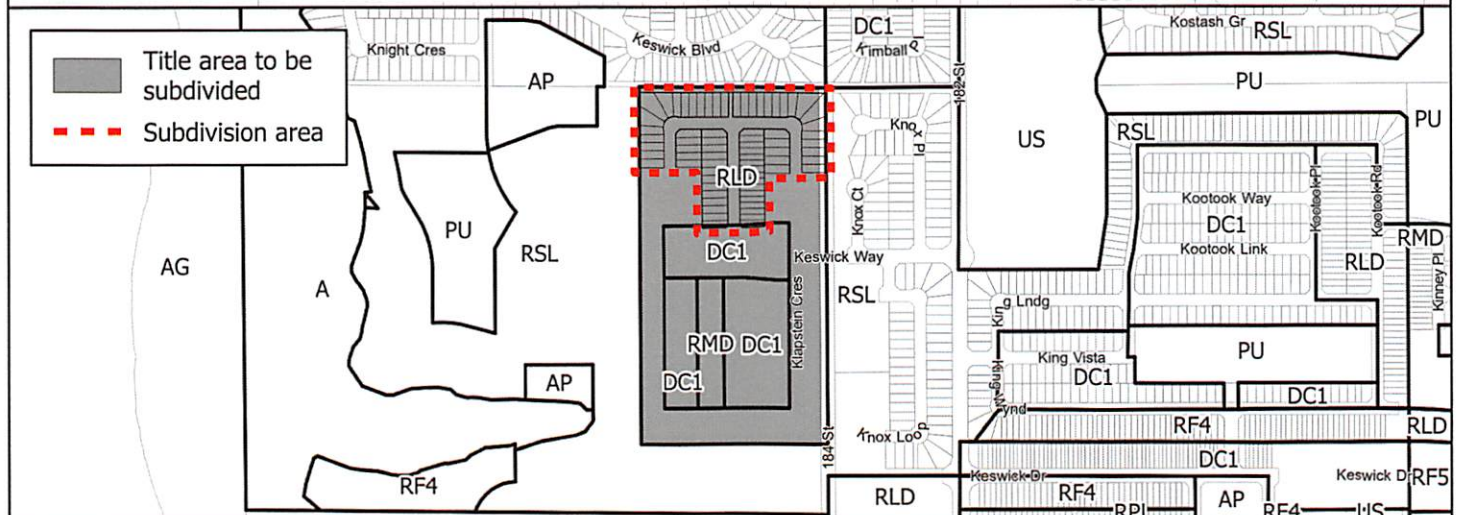 Title area to be
subdivided
Subdivision area
Knight Cres
AP
Keswick Blvd
DC1
Kimball Pl
182 St
Kostash Gr
RSL
PU
PU
US
RSL
Knox Pl
RLD
PU
RSL
AG
A
Knox Ct
Kootook Way
DC1
Kootook Link
Kootook Pl
Kootook Rd
RMD
RLD
Kinney Pl
DC1
Keswick Way
RSL
Klapstein Cres
King Lndg
RMD
DC1
DC1
King Vista
DC1
PU
King Wynd
DC1
AP
RF4
RLD
Knox Loop
184 St
DC1
RF4
Keswick Dr
Keswick Dr
RF5
RLD
RF4
AP
RPL
RF4
US